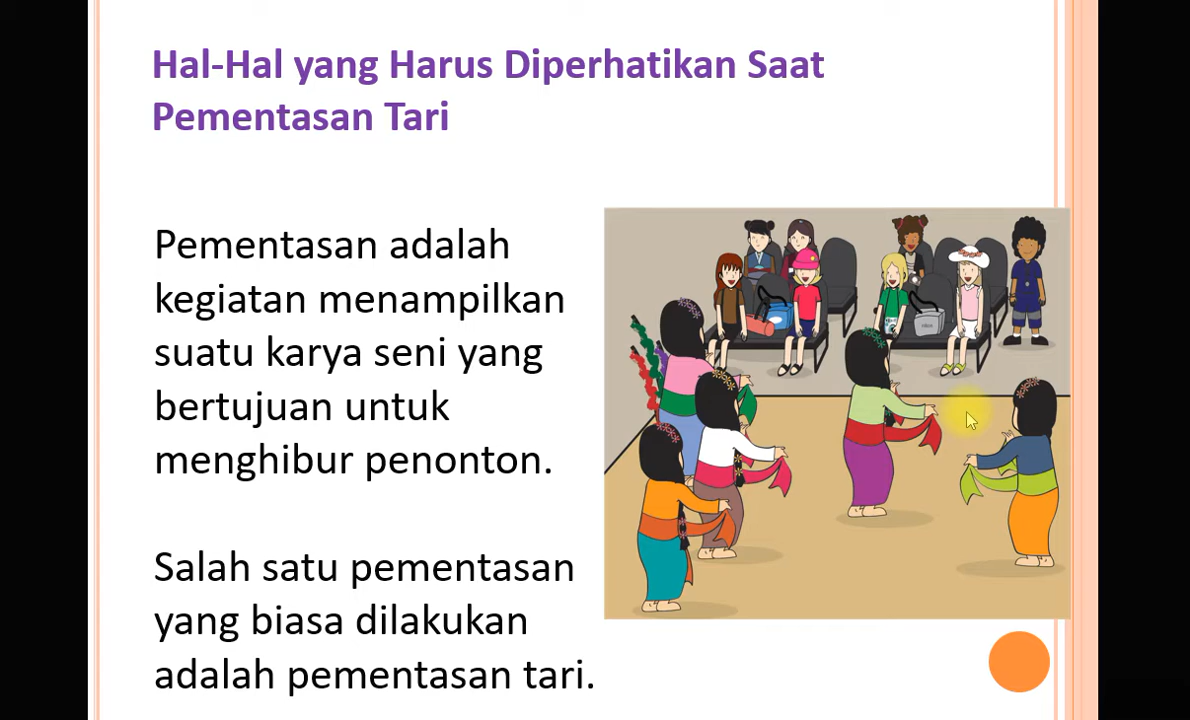 Hal-Hal yang Harus Diperhatikan Saat
Pementasan Tari
Pementasan adalah
kegiatan menampilkan
suatu karya seni yang
bertujuan untuk
menghibur penonton.
Salah satu pementasan
yang biasa dilakukan
adalah pementasan tari.